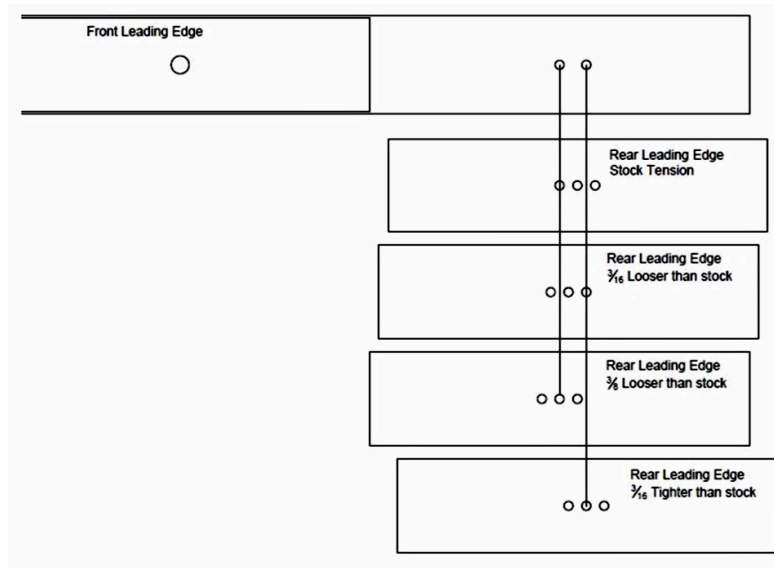 Front Leading Edge
Rear Leading Edge
Stock Tension
Rear Leading Edge
3/16 Looser than stock
Rear Leading Edge
3/8 Looser than stock
Rear Leading Edge
3/16 Tighter than stock